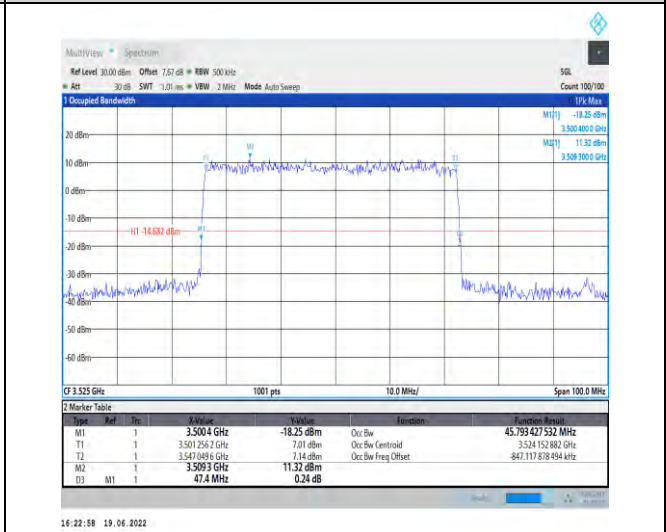 MultiView Spectrum
Ref Level 30.00 dBm Offset 7.67 dB RBW 500 kHz SGL
Att 30 dB SWT 1.01 ms VBW 2 MHz Mode Auto Sweep Count 100/100
1 Occupied Bandwidth 1Pk Max
M1[1] -18.25 dBm
3.500 400 0 GHz
M2[1] 11.32 dBm
3.509 300 0 GHz
20 dBm
M2
T1 T2
10 dBm
0 dBm
-10 dBm
H1 -14.682 dBm
M1
-20 dBm
-30 dBm
-40 dBm
-50 dBm
-60 dBm
CF 3.525 GHz 1001 pts 10.0 MHz/ Span 100.0 MHz
2 Marker Table
Type Ref Trc X-Value Y-Value Function Function Result
M1 1 3.5004 GHz -18.25 dBm Occ Bw 45.793 427 532 MHz
T1 1 3.501 256 2 GHz 7.01 dBm Occ Bw Centroid 3.524 152 882 GHz
T2 1 3.547 049 6 GHz 7.14 dBm Occ Bw Freq Offset -847.117 878 494 kHz
M2 1 3.5093 GHz 11.32 dBm
D3 M1 1 47.4 MHz 0.24 dB
16:22:58 19.06.2022